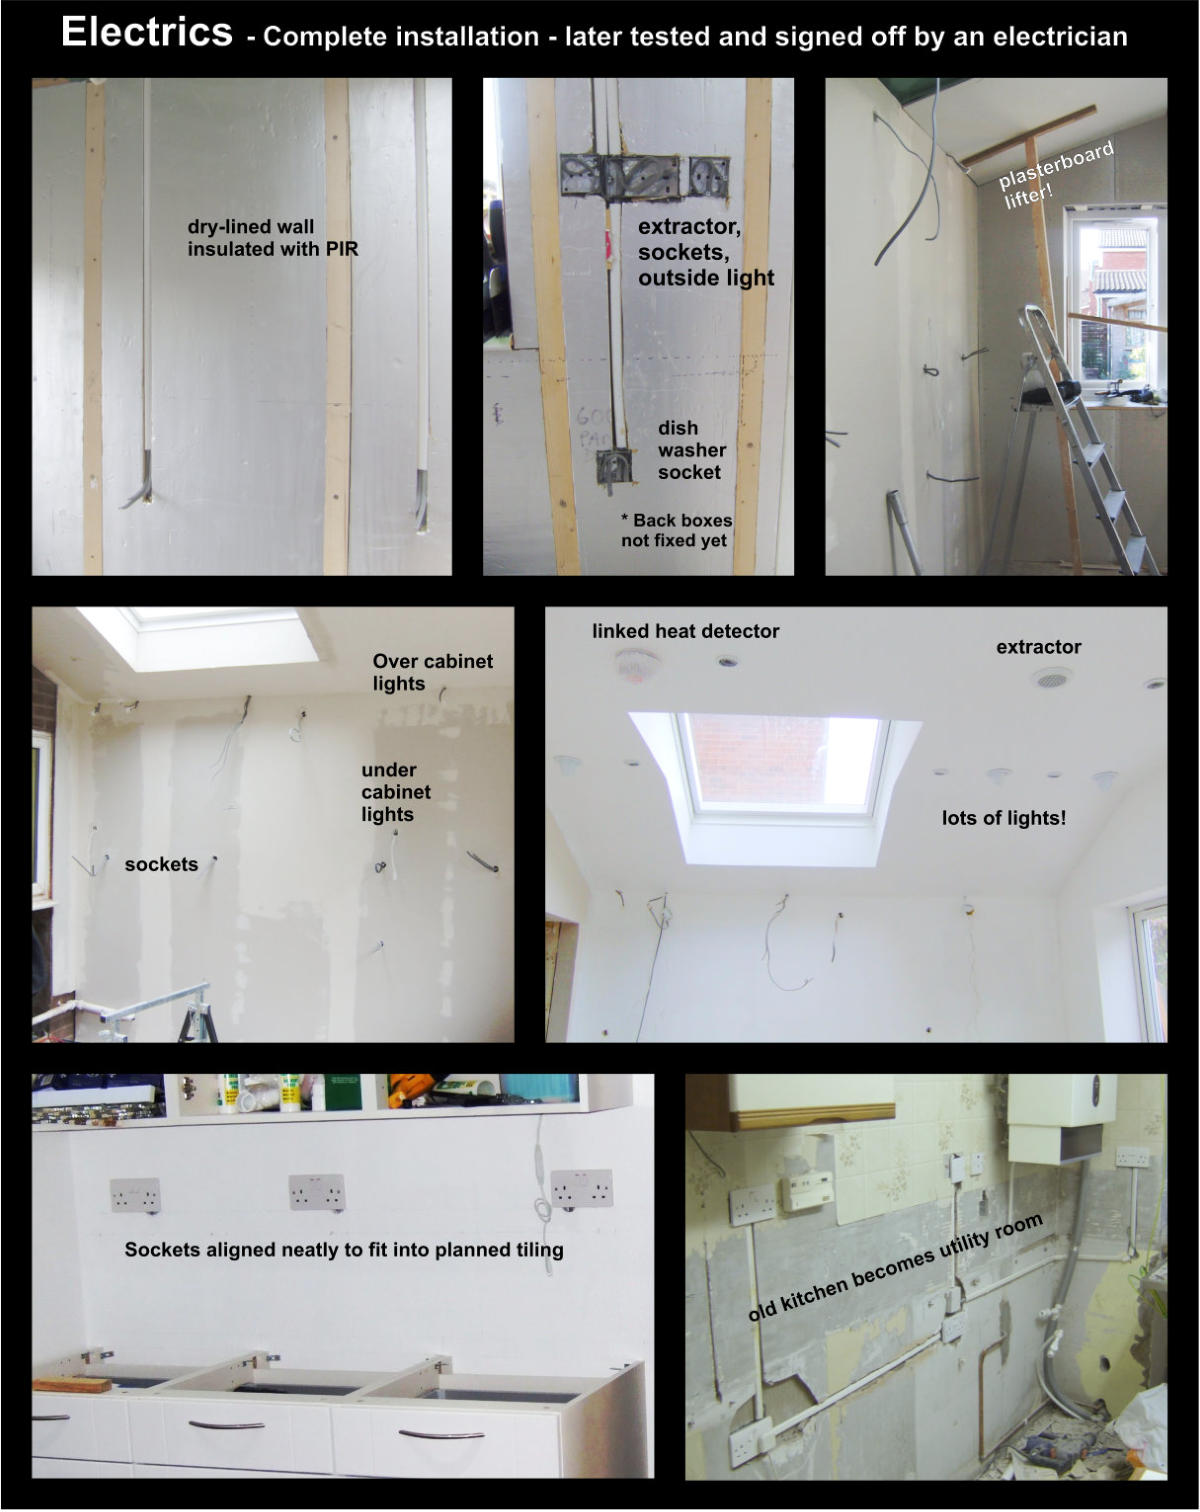 Electrics - Complete installation - later tested and signed off by an electrician
dry-lined wall
insulated with PIR
extractor,
sockets,
outside light
dish
washer
socket
* Back boxes
not fixed yet
plasterboard
lifter!
Over cabinet
lights
under
cabinet
lights
sockets
linked heat detector
extractor
lots of lights!
Sockets aligned neatly to fit into planned tiling
old kitchen becomes utility room